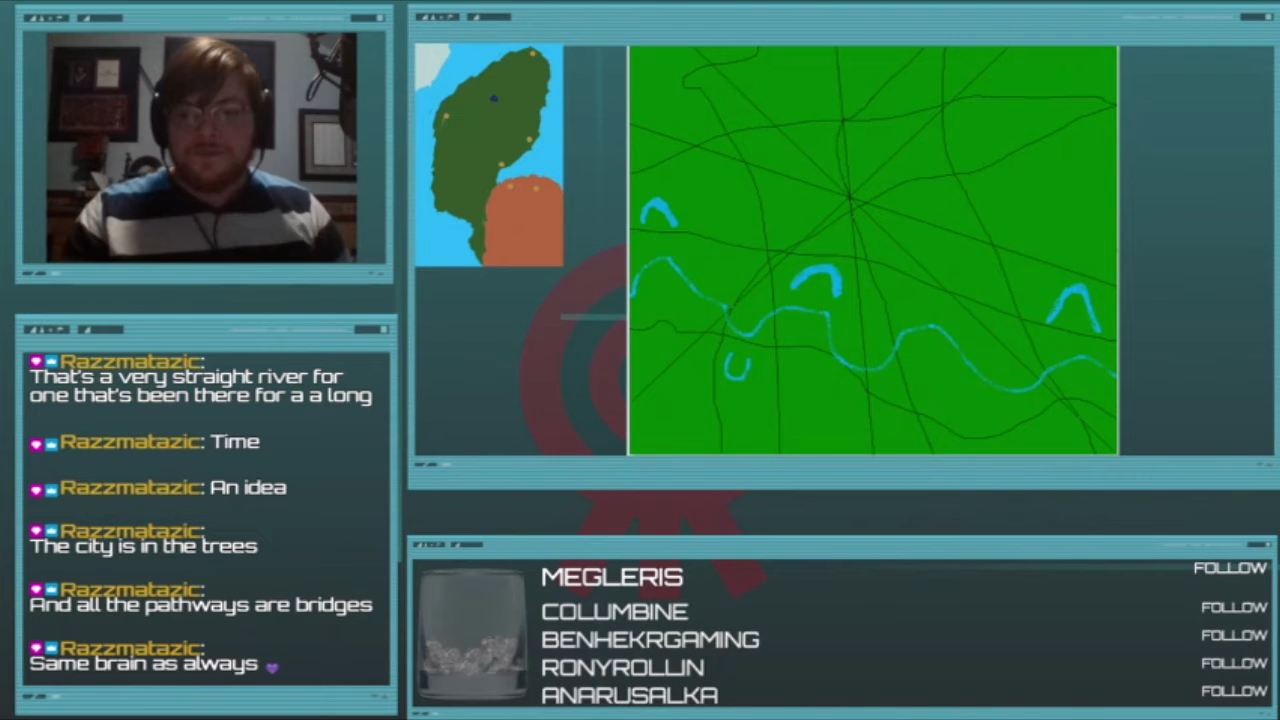 Razzmatazic:
That's a very straight river for
one that's been there for a a long
Razzmatazic: Time
Razzmatazic: An idea
Razzmatazic:
The city is in the trees
Razzmatazic:
And all the pathways are bridges
Razzmatazic:
Same brain as always
MEGLERIS FOLLOW
COLUMBINE FOLLOW
BENHEKRGAMING FOLLOW
RONYROLLIN FOLLOW
ANARUSALKA FOLLOW